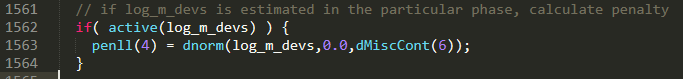 1561 // if log_m_devs is estimated in the particular phase, calculate penalty
1562 if( active(log_m_devs) ) {
1563 penll(4) = dnorm(log_m_devs,0.0,dMiscCont(6));
1564 }